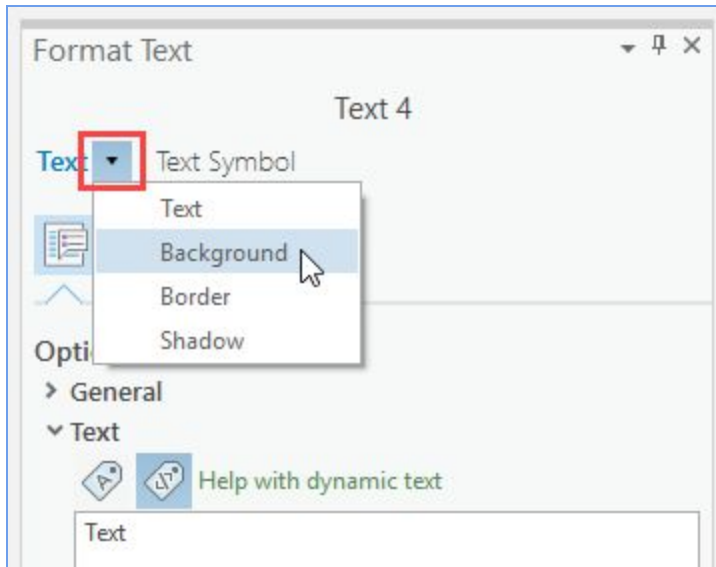 Format Text
Text 4
Text Text Symbol
Text
Background
Border
Shadow
Opti
General
Text
Help with dynamic text
Text